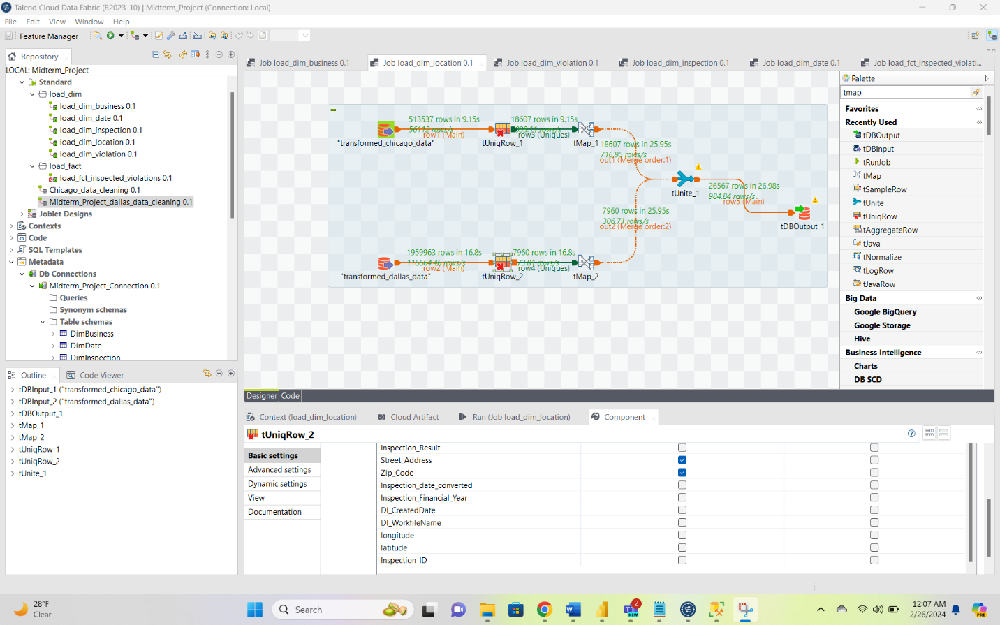 Talend Cloud Data Fabric (R2023-10) | Midterm_Project (Connection: Local)
File Edit View Window Help
Feature Manager
Repository
LOCAL: Midterm_Project
Standard
load_dim
load_dim_business 0.1
load_dim_date 0.1
load_dim_inspection 0.1
load_dim_location 0.1
load_dim_violation 0.1
load_fact
load_fct_inspected_violations 0.1
Chicago_data_cleaning 0.1
Midterm_Project_dallas_data_cleaning 0.1
Joblet Designs
Contexts
Code
SQL Templates
Metadata
Db Connections
Midterm_Project_Connection 0.1
Queries
Synonym schemas
Table schemas
DimBusiness
DimDate
DimInspection
Outline Code Viewer
tDBInput_1 ("transformed_chicago_data")
tDBInput_2 ("transformed_dallas_data")
tDBOutput_1
tMap_1
tMap_2
tUniqRow_1
tUniqRow_2
tUnite_1
Job load_dim_business 0.1 Job load_dim_location 0.1 Job load_dim_violation 0.1 Job load_dim_inspection 0.1 Job load_dim_date 0.1 Job load_fct_inspected_violati...
513537 rows in 9.15s 18607 rows in 9.15s
56112 rows/s
row1 (Main) row3 (Uniques)
"transformed_chicago_data" tUniqRow_1 tMap_1
18607 rows in 25.95s
716.95 rows/s
out1 (Merge order:1)
tUnite_1
26567 rows in 26.98s
984.84 rows/s
row5 (Main)
tDBOutput_1
7960 rows in 25.95s
306.71 rows/s
out2 (Merge order:2)
1959963 rows in 16.8s 7960 rows in 16.8s
116664.46 rows/s
row2 (Main) row4 (Uniques)
"transformed_dallas_data" tUniqRow_2 tMap_2
Palette
tmap
Favorites
Recently Used
tDBOutput
tDBInput
tRunJob
tMap
tSampleRow
tUnite
tUniqRow
tAggregateRow
tJava
tNormalize
tLogRow
tJavaRow
Big Data
Google BigQuery
Google Storage
Hive
Business Intelligence
Charts
DB SCD
Designer Code
Context (load_dim_location) Cloud Artifact Run (Job load_dim_location) Component
tUniqRow_2
Basic settings
Advanced settings
Dynamic settings
View
Documentation
Inspection_Result
Street_Address
Zip_Code
Inspection_date_converted
Inspection_Financial_Year
DI_CreatedDate
DI_WorkfileName
longitude
latitude
Inspection_ID
28°F
Clear
Search
2
NEW
12:07 AM
2/26/2024
PRE